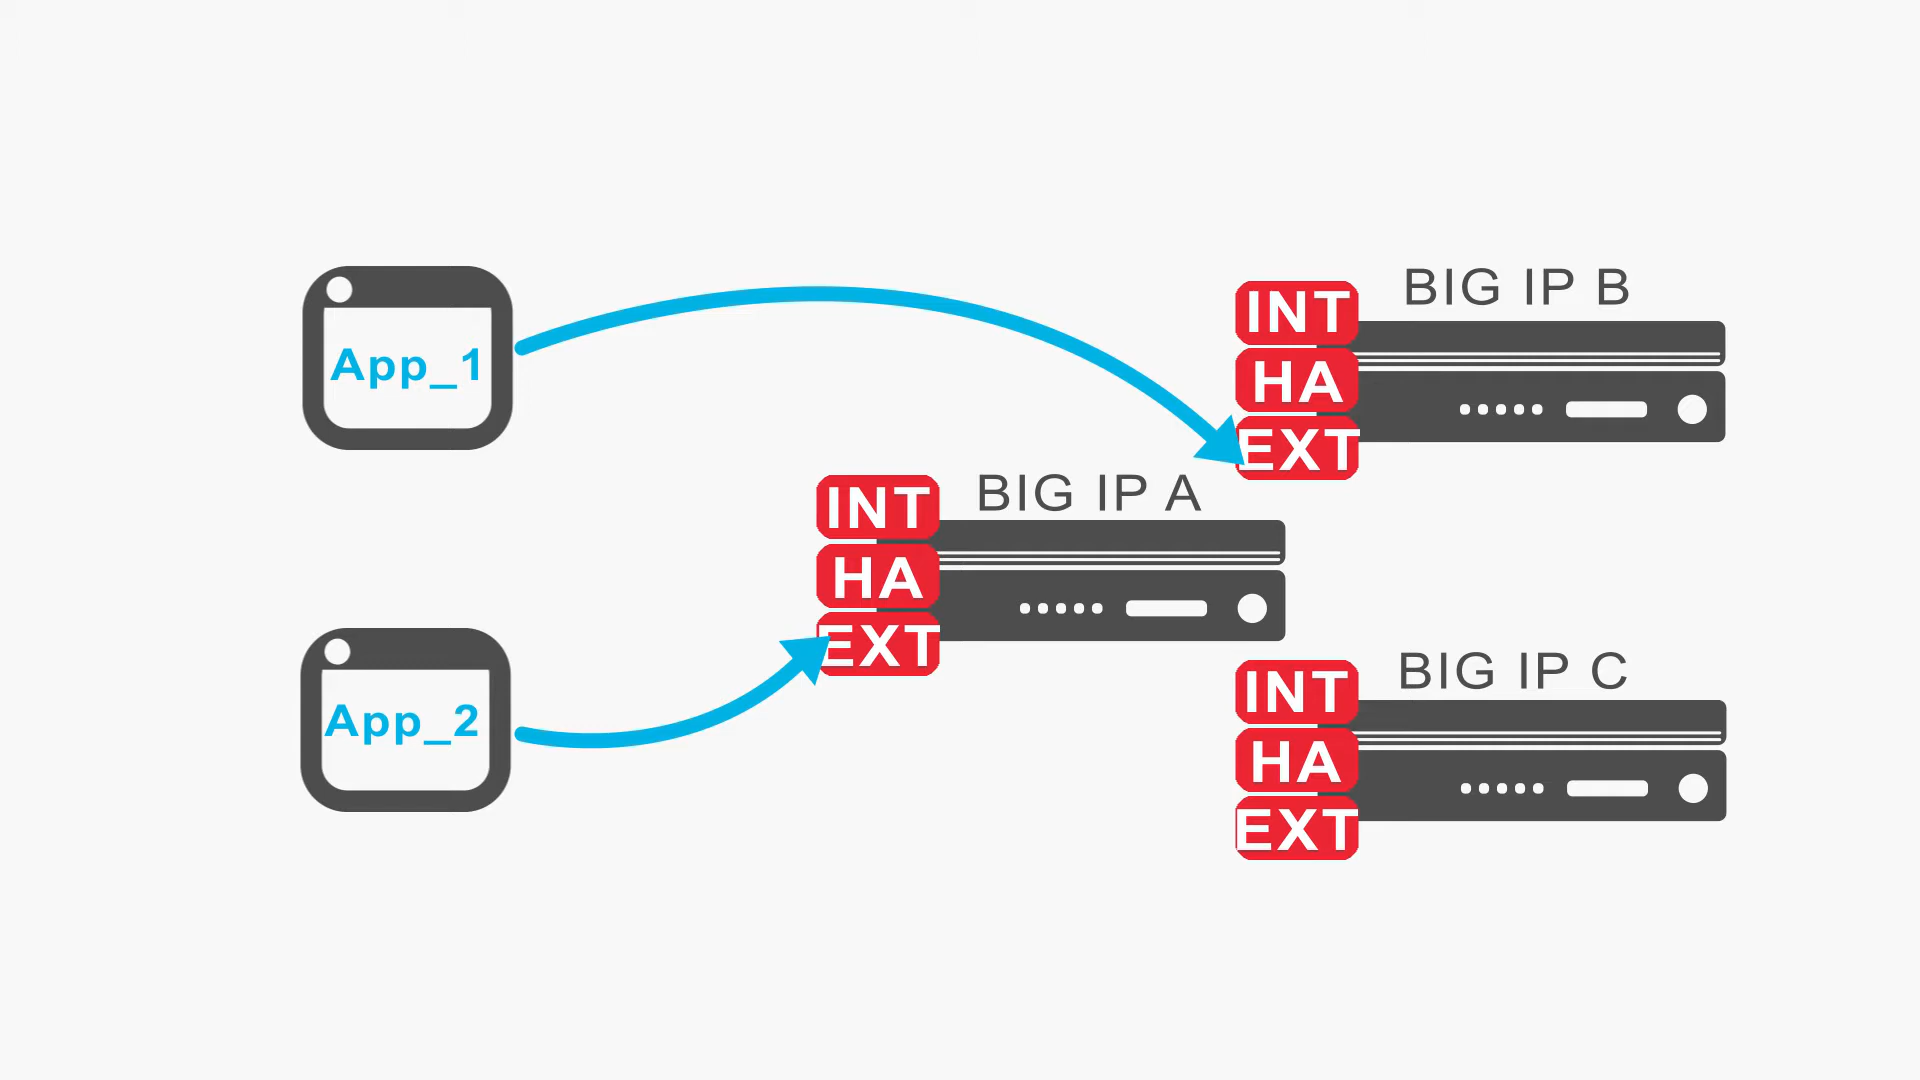 App_1
BIG IP B
INT
HA
EXT
BIG IP A
INT
HA
EXT
App_2
BIG IP C
INT
HA
EXT